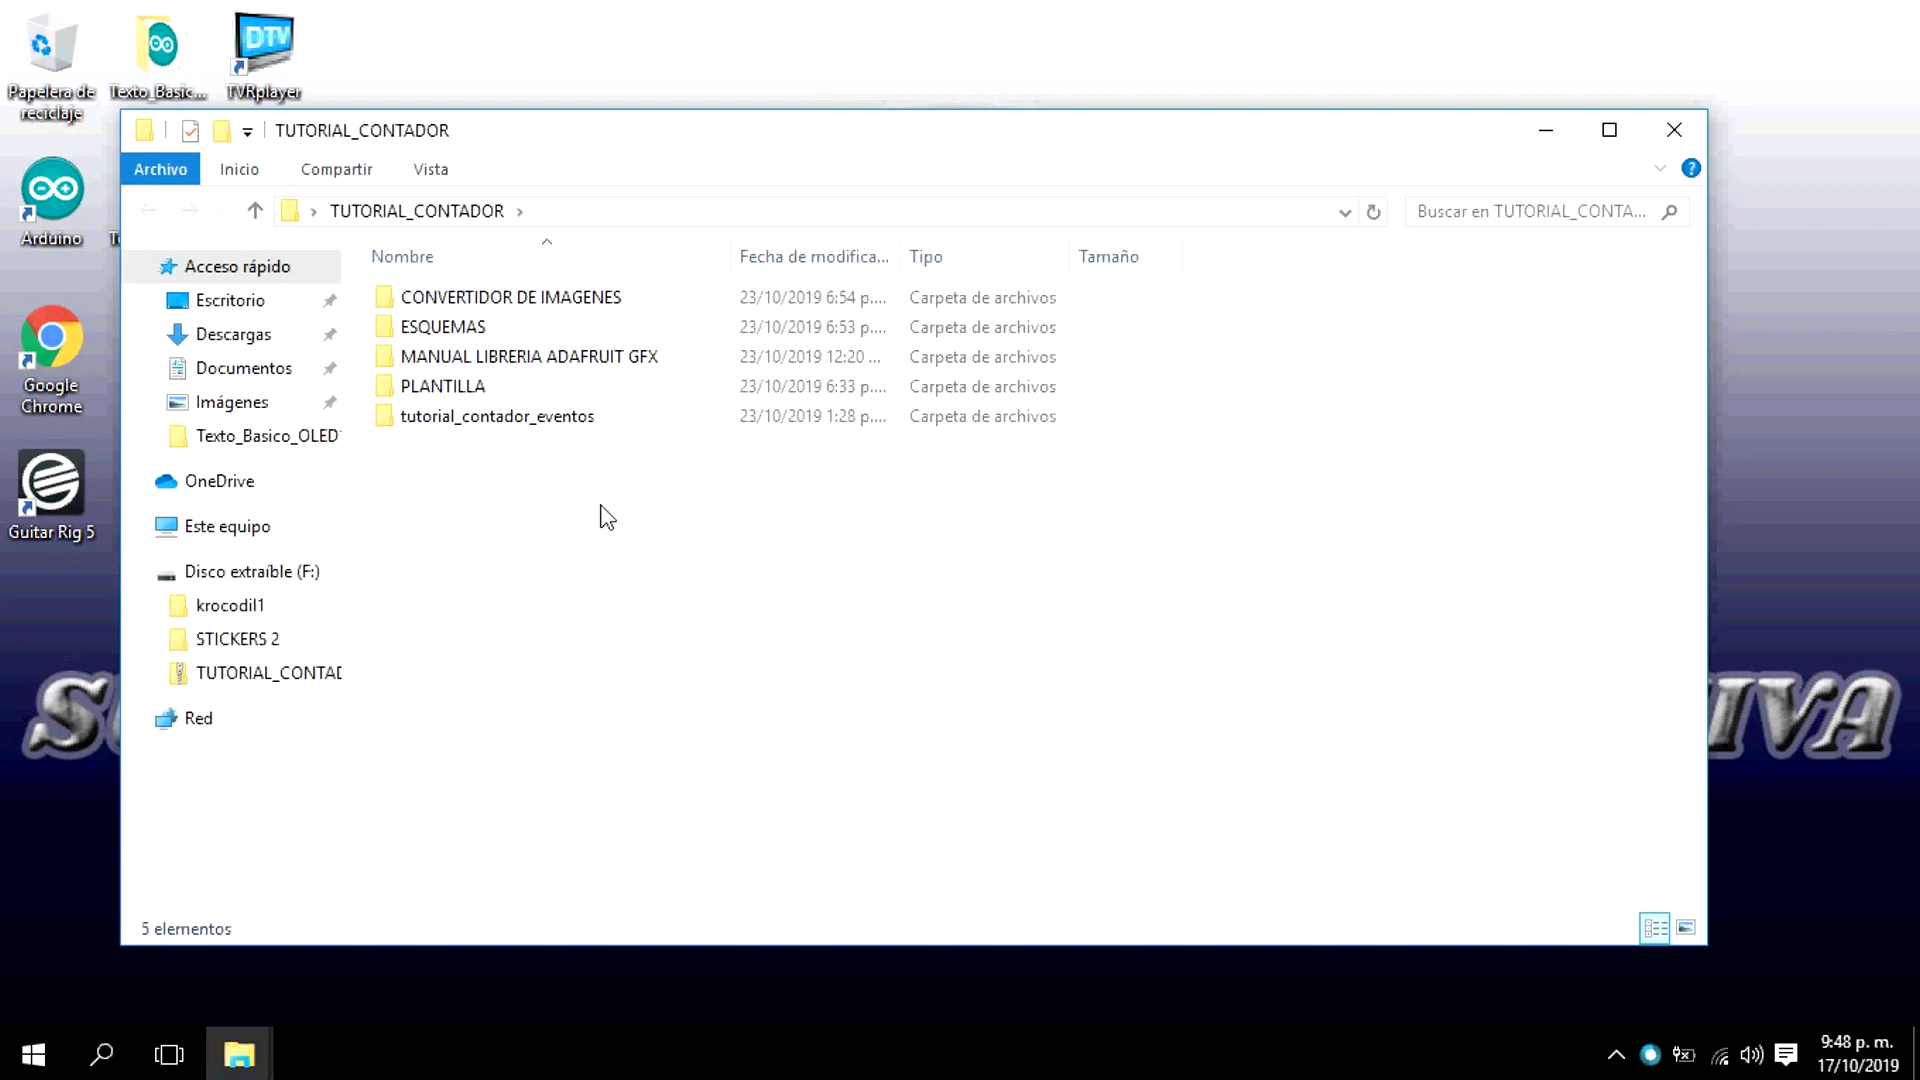 Papelera de
reciclaje
Texto_Basic...
DTV
TVRplayer
Arduino
Google
Chrome
Guitar Rig 5
TUTORIAL_CONTADOR
Archivo
Inicio
Compartir
Vista
?
TUTORIAL_CONTADOR
Buscar en TUTORIAL_CONTA...
Nombre
Fecha de modifica...
Tipo
Tamaño
CONVERTIDOR DE IMAGENES 23/10/2019 6:54 p.... Carpeta de archivos
ESQUEMAS 23/10/2019 6:53 p.... Carpeta de archivos
MANUAL LIBRERIA ADAFRUIT GFX 23/10/2019 12:20 ... Carpeta de archivos
PLANTILLA 23/10/2019 6:33 p.... Carpeta de archivos
tutorial_contador_eventos 23/10/2019 1:28 p.... Carpeta de archivos
Acceso rápido
Escritorio
Descargas
Documentos
Imágenes
Texto_Basico_OLED
OneDrive
Este equipo
Disco extraíble (F:)
krocodil1
STICKERS 2
TUTORIAL_CONTAD
Red
5 elementos
IVA
9:48 p. m.
17/10/2019